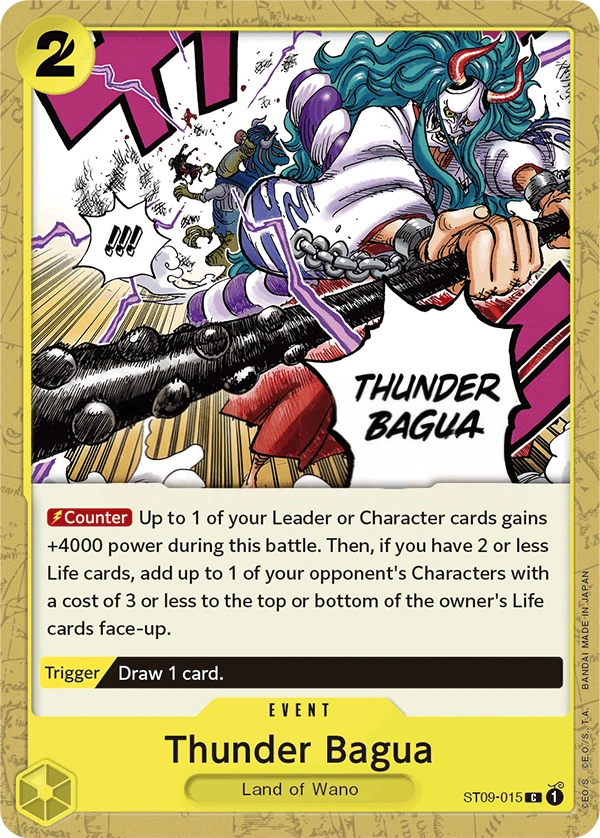 2
!!!
THUNDER
BAGUA
Counter Up to 1 of your Leader or Character cards gains
+4000 power during this battle. Then, if you have 2 or less
Life cards, add up to 1 of your opponent's Characters with
a cost of 3 or less to the top or bottom of the owner's Life
cards face-up.
Trigger Draw 1 card.
EVENT
Thunder Bagua
Land of Wano
ST09-015 C 1
©E.O./S. ©E.O./S.,T.A. BANDAI MADE IN JAPAN